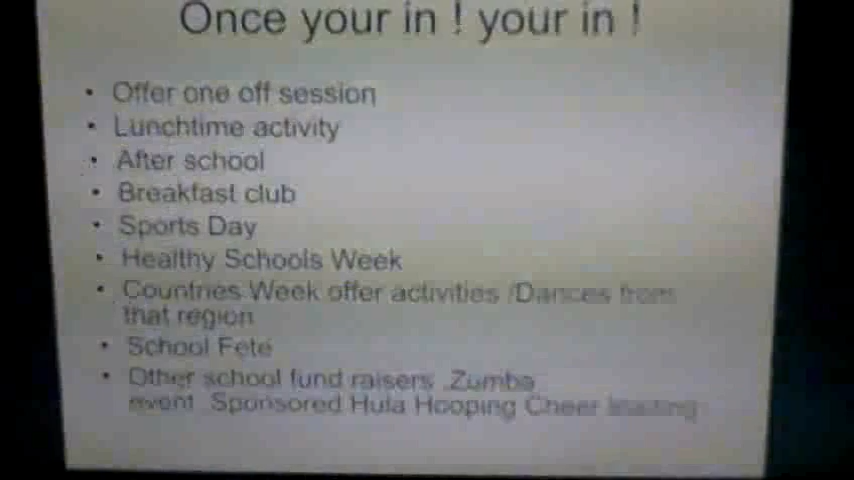 Once your in ! your in !
• Offer one off session
• Lunchtime activity
• After school
• Breakfast club
• Sports Day
• Healthy Schools Week
• Countries Week offer activities /Dances from
that region
• School Fete
• Other school fund raisers .Zumba
event .Sponsored Hula Hooping Cheer leading